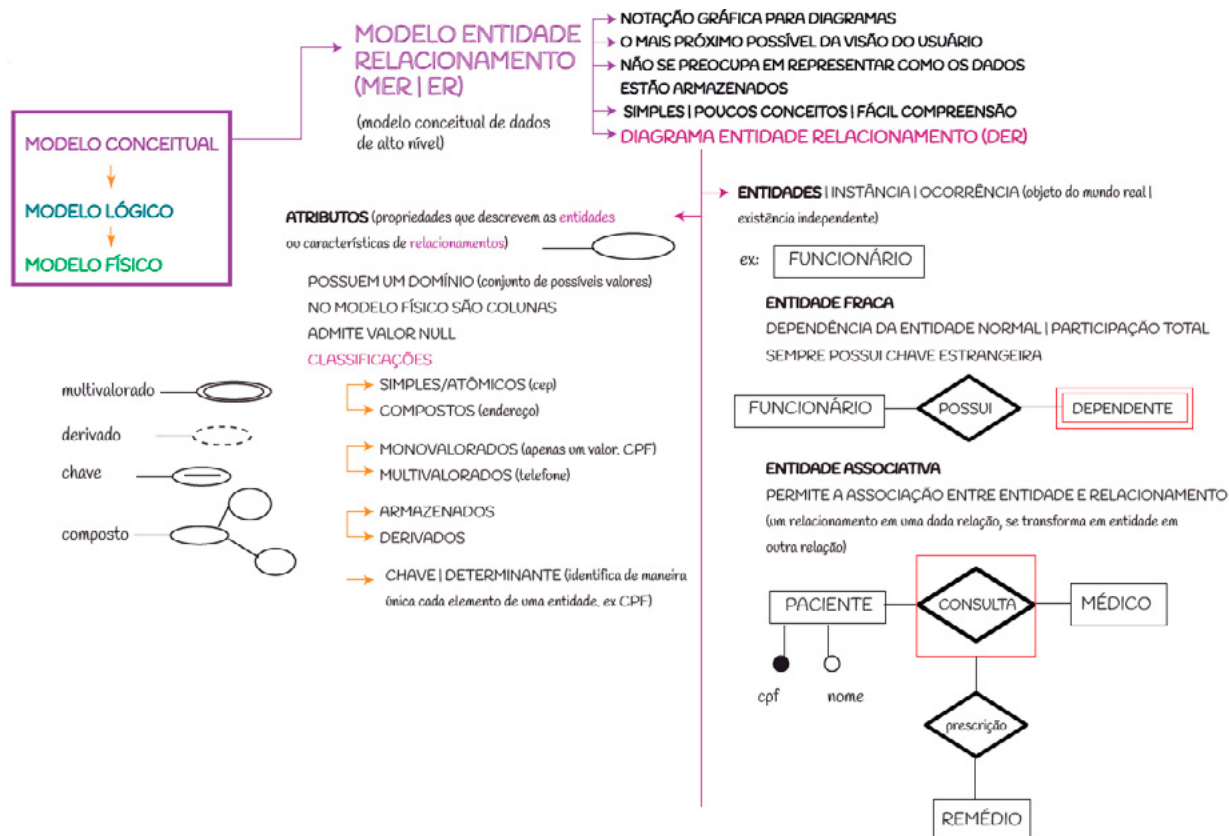 MODELO ENTIDADE
RELACIONAMENTO
(MER | ER)
(modelo conceitual de dados
de alto nível)
NOTAÇÃO GRÁFICA PARA DIAGRAMAS
O MAIS PRÓXIMO POSSÍVEL DA VISÃO DO USUÁRIO
NÃO SE PREOCUPA EM REPRESENTAR COMO OS DADOS
ESTÃO ARMAZENADOS
SIMPLES | POUCOS CONCEITOS | FÁCIL COMPREENSÃO
DIAGRAMA ENTIDADE RELACIONAMENTO (DER)
MODELO CONCEITUAL
MODELO LÓGICO
MODELO FÍSICO
ATRIBUTOS (propriedades que descrevem as entidades
ou características de relacionamentos)
POSSUEM UM DOMÍNIO (conjunto de possíveis valores)
NO MODELO FÍSICO SÃO COLUNAS
ADMITE VALOR NULL
CLASSIFICAÇÕES
SIMPLES/ATÔMICOS (cep)
COMPOSTOS (endereço)
MONOVALORADOS (apenas um valor. CPF)
MULTIVALORADOS (telefone)
ARMAZENADOS
DERIVADOS
CHAVE | DETERMINANTE (identifica de maneira
única cada elemento de uma entidade. ex CPF)
multivalorado
derivado
chave
composto
ENTIDADES | INSTÂNCIA | OCORRÊNCIA (objeto do mundo real |
existência independente)
ex: FUNCIONÁRIO
ENTIDADE FRACA
DEPENDÊNCIA DA ENTIDADE NORMAL | PARTICIPAÇÃO TOTAL
SEMPRE POSSUI CHAVE ESTRANGEIRA
FUNCIONÁRIO POSSUI DEPENDENTE
ENTIDADE ASSOCIATIVA
PERMITE A ASSOCIAÇÃO ENTRE ENTIDADE E RELACIONAMENTO
(um relacionamento em uma dada relação, se transforma em entidade em
outra relação)
PACIENTE CONSULTA MÉDICO
cpf nome
prescrição
REMÉDIO